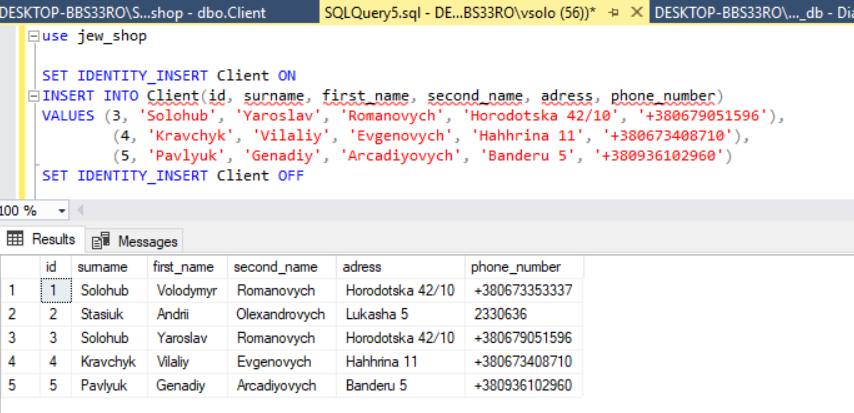 DESKTOP-BBS33RO\S...shop - dbo.Client SQLQuery5.sql - DE...BS33RO\vsolo (56))* DESKTOP-BBS33RO\..._db - Dia
use jew_shop
SET IDENTITY_INSERT Client ON
INSERT INTO Client(id, surname, first_name, second_name, adress, phone_number)
VALUES (3, 'Solohub', 'Yaroslav', 'Romanovych', 'Horodotska 42/10', '+380679051596'),
(4, 'Kravchyk', 'Vilaliy', 'Evgenovych', 'Hahhrina 11', '+380673408710'),
(5, 'Pavlyuk', 'Genadiy', 'Arcadiyovych', 'Banderu 5', '+380936102960')
SET IDENTITY_INSERT Client OFF
100 %
Results Messages
id surname first_name second_name adress phone_number
1 1 Solohub Volodymyr Romanovych Horodotska 42/10 +380673353337
2 2 Stasiuk Andrii Olexandrovych Lukasha 5 2330636
3 3 Solohub Yaroslav Romanovych Horodotska 42/10 +380679051596
4 4 Kravchyk Vilaliy Evgenovych Hahhrina 11 +380673408710
5 5 Pavlyuk Genadiy Arcadiyovych Banderu 5 +380936102960